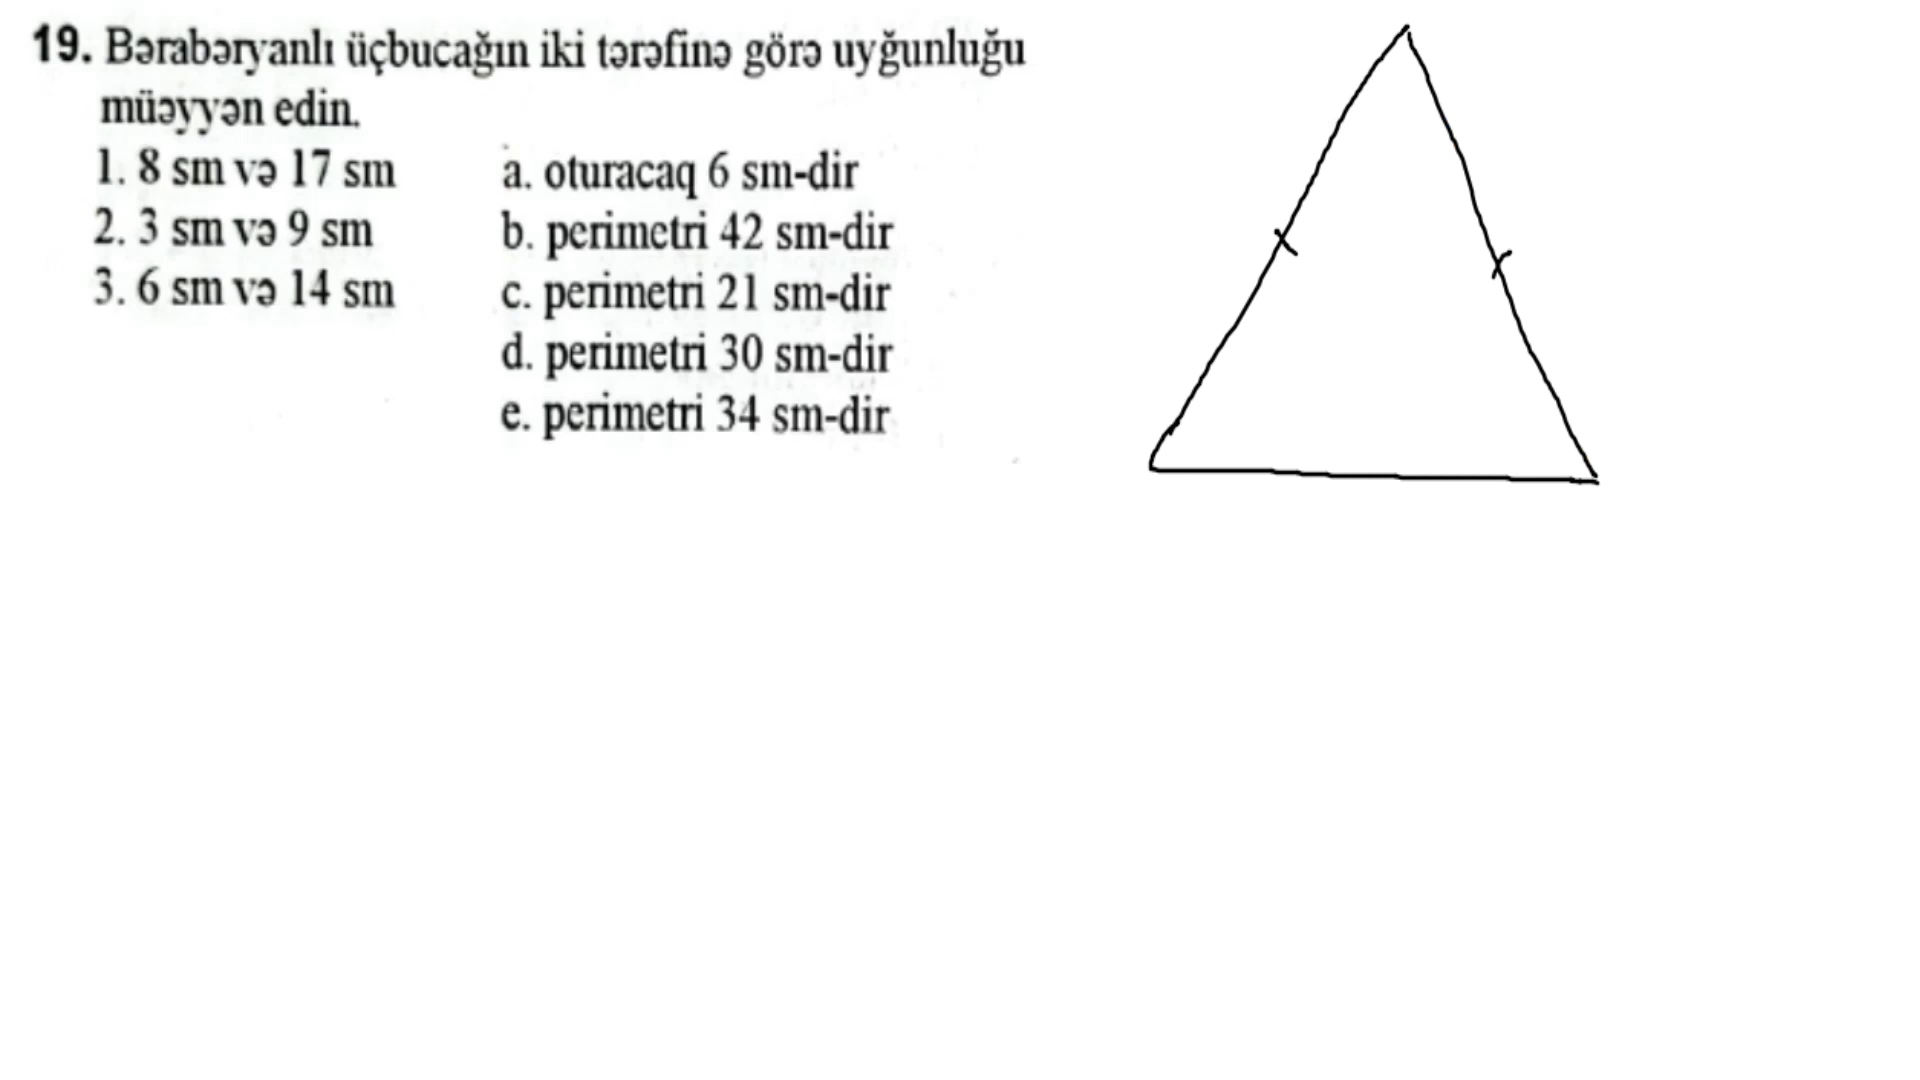 19. Bərabəryanlı üçbucağın iki tərəfinə görə uyğunluğu
müəyyən edin.
1. 8 sm və 17 sm
a. oturacaq 6 sm-dir
2. 3 sm və 9 sm
b. perimetri 42 sm-dir
3. 6 sm və 14 sm
c. perimetri 21 sm-dir
d. perimetri 30 sm-dir
e. perimetri 34 sm-dir